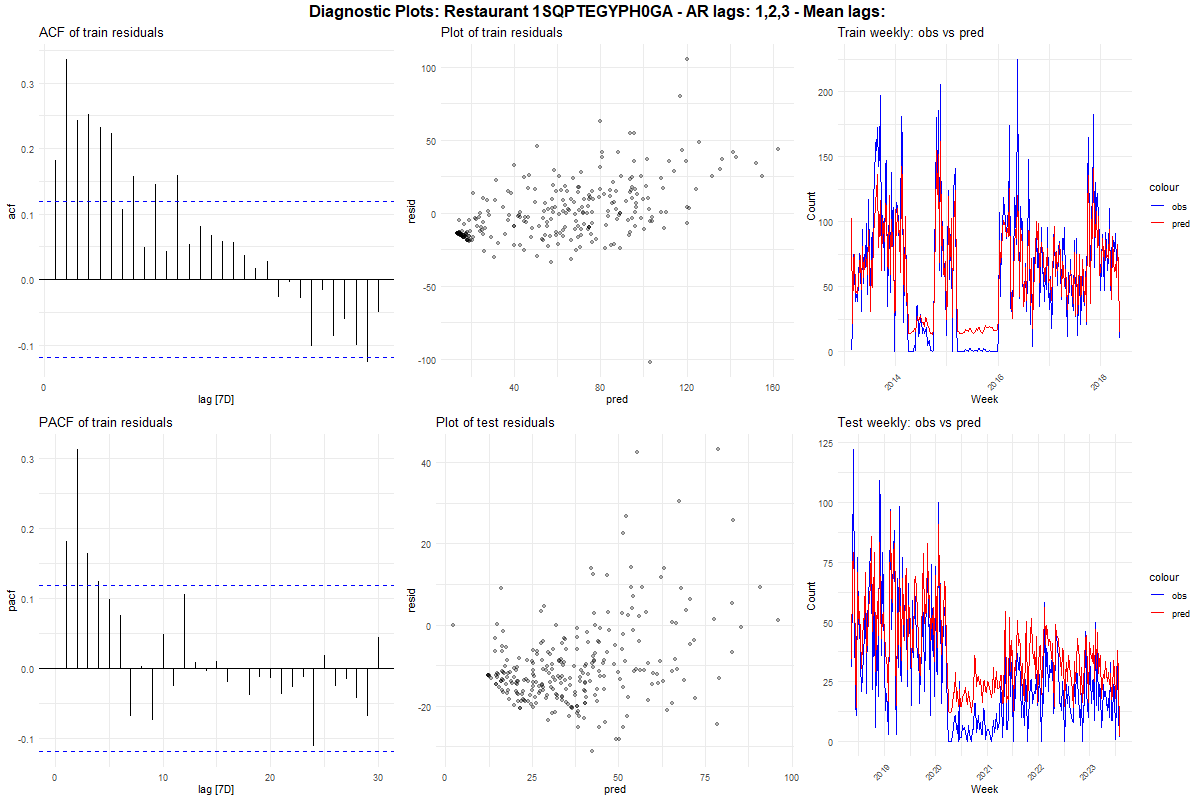 Diagnostic Plots: Restaurant 1SQPTEGYPH0GA - AR lags: 1,2,3 - Mean lags:
ACF of train residuals
acf
0.3
0.2
0.1
0.0
-0.1
0
lag [7D]
Plot of train residuals
resid
100
50
0
-50
-100
40
80
120
160
pred
Train weekly: obs vs pred
Count
200
150
100
50
0
2014
2016
2018
Week
colour
obs
pred
PACF of train residuals
pacf
0.3
0.2
0.1
0.0
-0.1
0
10
20
30
lag [7D]
Plot of test residuals
resid
40
20
0
-20
0
25
50
75
100
pred
Test weekly: obs vs pred
Count
125
100
75
50
25
0
2019
2020
2021
2022
2023
Week
colour
obs
pred